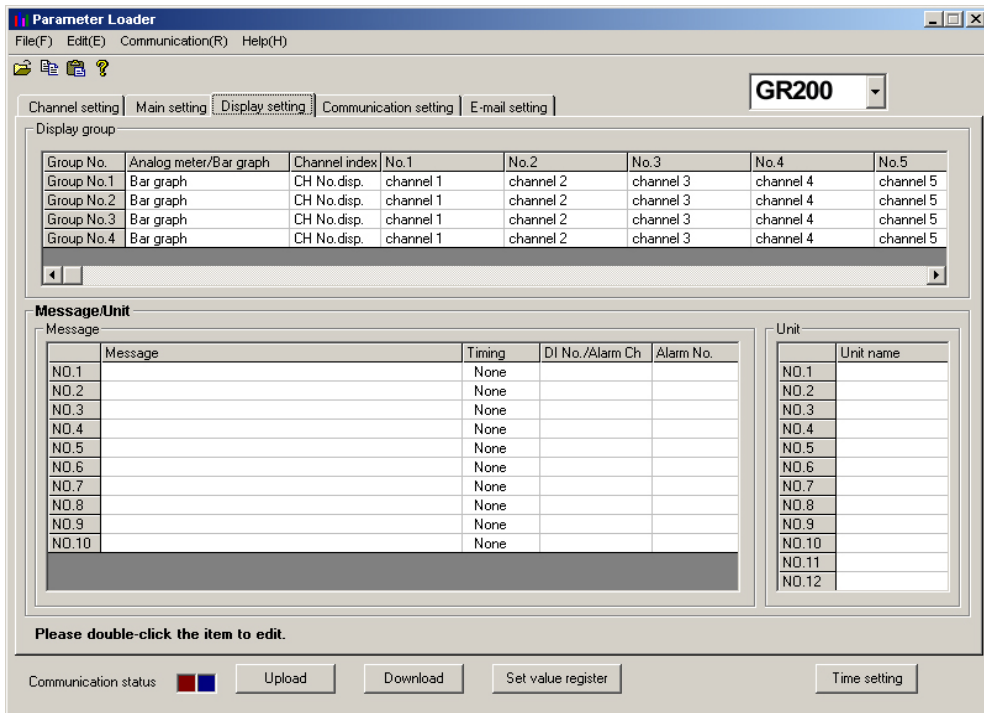 Parameter Loader
File(F) Edit(E) Communication(R) Help(H)
GR200
Channel setting Main setting Display setting Communication setting E-mail setting
Display group
Group No. Analog meter/Bar graph Channel index No.1 No.2 No.3 No.4 No.5
Group No.1 Bar graph CH No.disp. channel 1 channel 2 channel 3 channel 4 channel 5
Group No.2 Bar graph CH No.disp. channel 1 channel 2 channel 3 channel 4 channel 5
Group No.3 Bar graph CH No.disp. channel 1 channel 2 channel 3 channel 4 channel 5
Group No.4 Bar graph CH No.disp. channel 1 channel 2 channel 3 channel 4 channel 5
Message/Unit
Message
Message Timing DI No./Alarm Ch Alarm No.
NO.1 None
NO.2 None
NO.3 None
NO.4 None
NO.5 None
NO.6 None
NO.7 None
NO.8 None
NO.9 None
NO.10 None
Unit
Unit name
NO.1
NO.2
NO.3
NO.4
NO.5
NO.6
NO.7
NO.8
NO.9
NO.10
NO.11
NO.12
Please double-click the item to edit.
Communication status Upload Download Set value register Time setting